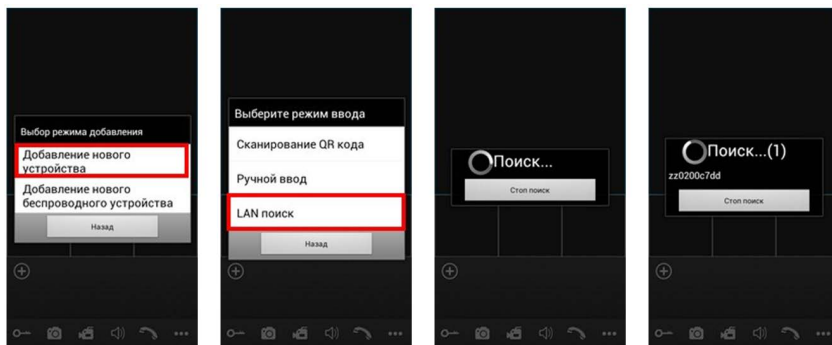 Выбор режима добавления
Добавление нового
устройства
Добавление нового
беспроводного устройства
Назад
Выберите режим ввода
Сканирование QR кода
Ручной ввод
LAN поиск
Назад
Поиск...
Стоп поиск
Поиск...(1)
zz0200c7dd
Стоп поиск